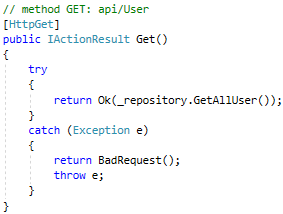 // method GET: api/User
[HttpGet]
public IActionResult Get()
{
try
{
return Ok(_repository.GetAllUser());
}
catch (Exception e)
{
return BadRequest();
throw e;
}
}